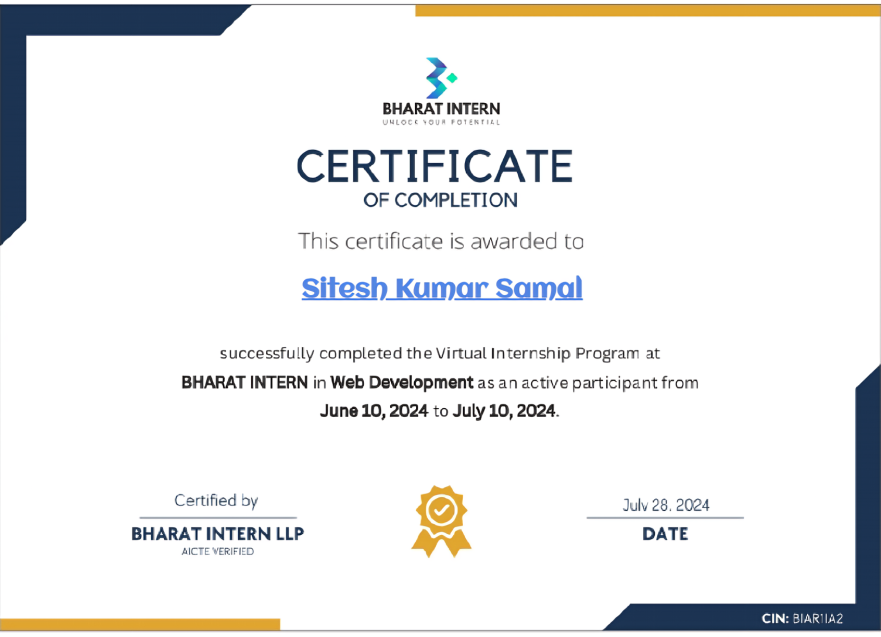 BHARAT INTERN
UNLOCK YOUR POTENTIAL
CERTIFICATE
OF COMPLETION
This certificate is awarded to
Sitesh Kumar Samal
successfully completed the Virtual Internship Program at
BHARAT INTERN in Web Development as an active participant from
June 10, 2024 to July 10, 2024.
Certified by
BHARAT INTERN LLP
AICTE VERIFIED
July 28, 2024
DATE
CIN: BIAR1IA2